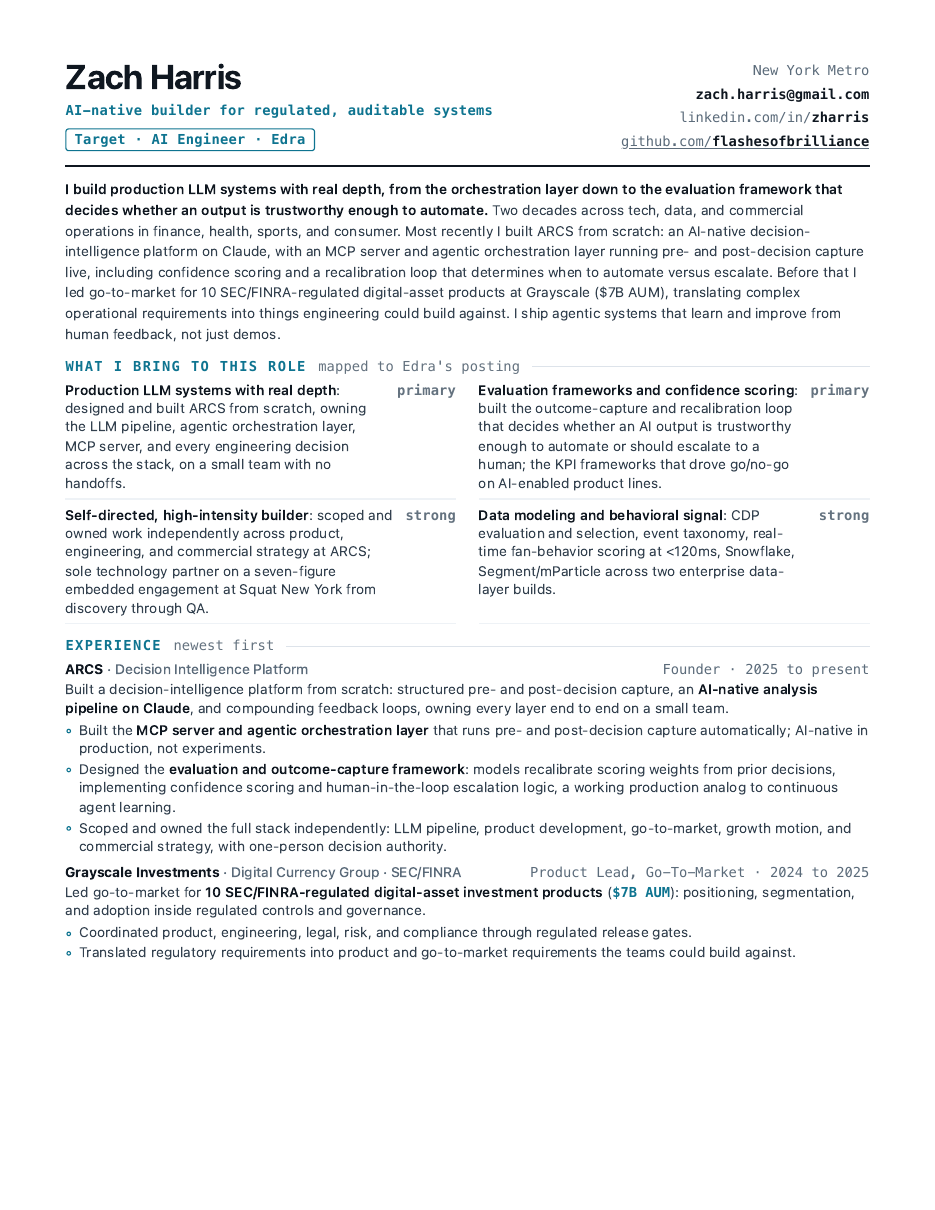 Zach Harris
AI-native builder for regulated, auditable systems
Target · AI Engineer · Edra
New York Metro
zach.harris@gmail.com
linkedin.com/in/zharris
github.com/flashesofbrilliance
I build production LLM systems with real depth, from the orchestration layer down to the evaluation framework that
decides whether an output is trustworthy enough to automate. Two decades across tech, data, and commercial
operations in finance, health, sports, and consumer. Most recently I built ARCS from scratch: an AI-native decision-
intelligence platform on Claude, with an MCP server and agentic orchestration layer running pre- and post-decision capture
live, including confidence scoring and a recalibration loop that determines when to automate versus escalate. Before that I
led go-to-market for 10 SEC/FINRA-regulated digital-asset products at Grayscale ($7B AUM), translating complex
operational requirements into things engineering could build against. I ship agentic systems that learn and improve from
human feedback, not just demos.
WHAT I BRING TO THIS ROLE mapped to Edra's posting
Production LLM systems with real depth: primary
designed and built ARCS from scratch, owning
the LLM pipeline, agentic orchestration layer,
MCP server, and every engineering decision
across the stack, on a small team with no
handoffs.
Evaluation frameworks and confidence scoring: primary
built the outcome-capture and recalibration loop
that decides whether an AI output is trustworthy
enough to automate or should escalate to a
human; the KPI frameworks that drove go/no-go
on AI-enabled product lines.
Self-directed, high-intensity builder: scoped and strong
owned work independently across product,
engineering, and commercial strategy at ARCS;
sole technology partner on a seven-figure
embedded engagement at Squat New York from
discovery through QA.
Data modeling and behavioral signal: CDP strong
evaluation and selection, event taxonomy, real-
time fan-behavior scoring at <120ms, Snowflake,
Segment/mParticle across two enterprise data-
layer builds.
EXPERIENCE newest first
ARCS · Decision Intelligence Platform Founder · 2025 to present
Built a decision-intelligence platform from scratch: structured pre- and post-decision capture, an AI-native analysis
pipeline on Claude, and compounding feedback loops, owning every layer end to end on a small team.
Built the MCP server and agentic orchestration layer that runs pre- and post-decision capture automatically; AI-native in
production, not experiments.
Designed the evaluation and outcome-capture framework: models recalibrate scoring weights from prior decisions,
implementing confidence scoring and human-in-the-loop escalation logic, a working production analog to continuous
agent learning.
Scoped and owned the full stack independently: LLM pipeline, product development, go-to-market, growth motion, and
commercial strategy, with one-person decision authority.
Grayscale Investments · Digital Currency Group · SEC/FINRA Product Lead, Go-To-Market · 2024 to 2025
Led go-to-market for 10 SEC/FINRA-regulated digital-asset investment products ($7B AUM): positioning, segmentation,
and adoption inside regulated controls and governance.
Coordinated product, engineering, legal, risk, and compliance through regulated release gates.
Translated regulatory requirements into product and go-to-market requirements the teams could build against.